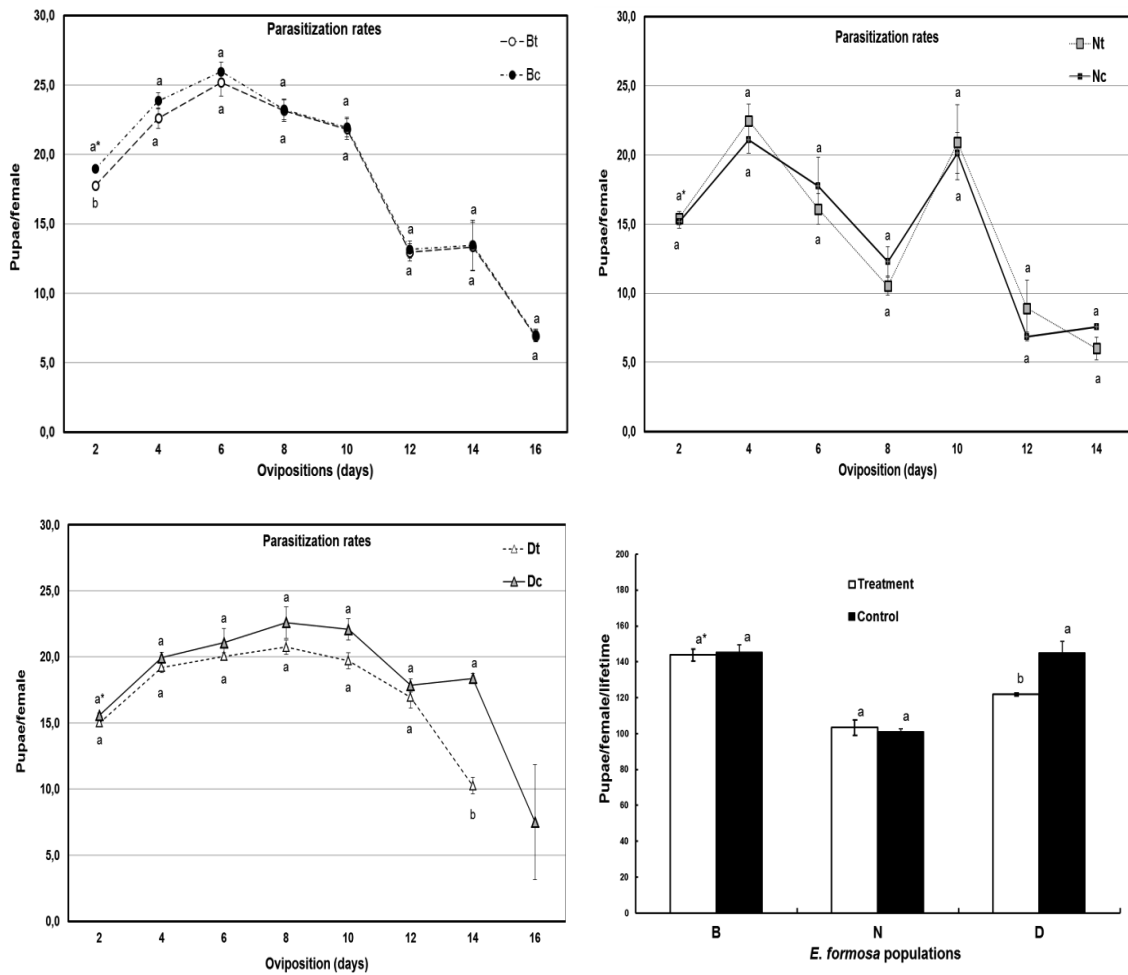 Parasitization rates
Bt
Bc
30,0
25,0
20,0
15,0
10,0
5,0
0,0
Pupae/female
a* a a a a a a a
b a a a a a a a
2 4 6 8 10 12 14 16
Ovipositions (days)
Parasitization rates
Nt
Nc
30,0
25,0
20,0
15,0
10,0
5,0
0,0
Pupae/female
a* a a a a a a
a a a a a a a
2 4 6 8 10 12 14
Oviposition (days)
Parasitization rates
Dt
Dc
30,0
25,0
20,0
15,0
10,0
5,0
0,0
Pupae/female
a* a a a a a a
a a a a a a b
2 4 6 8 10 12 14 16
Oviposition (days)
Treatment
Control
200
180
160
140
120
100
80
60
40
20
0
Pupae/female/lifetime
a* a a a b a
B N D
E. formosa populations